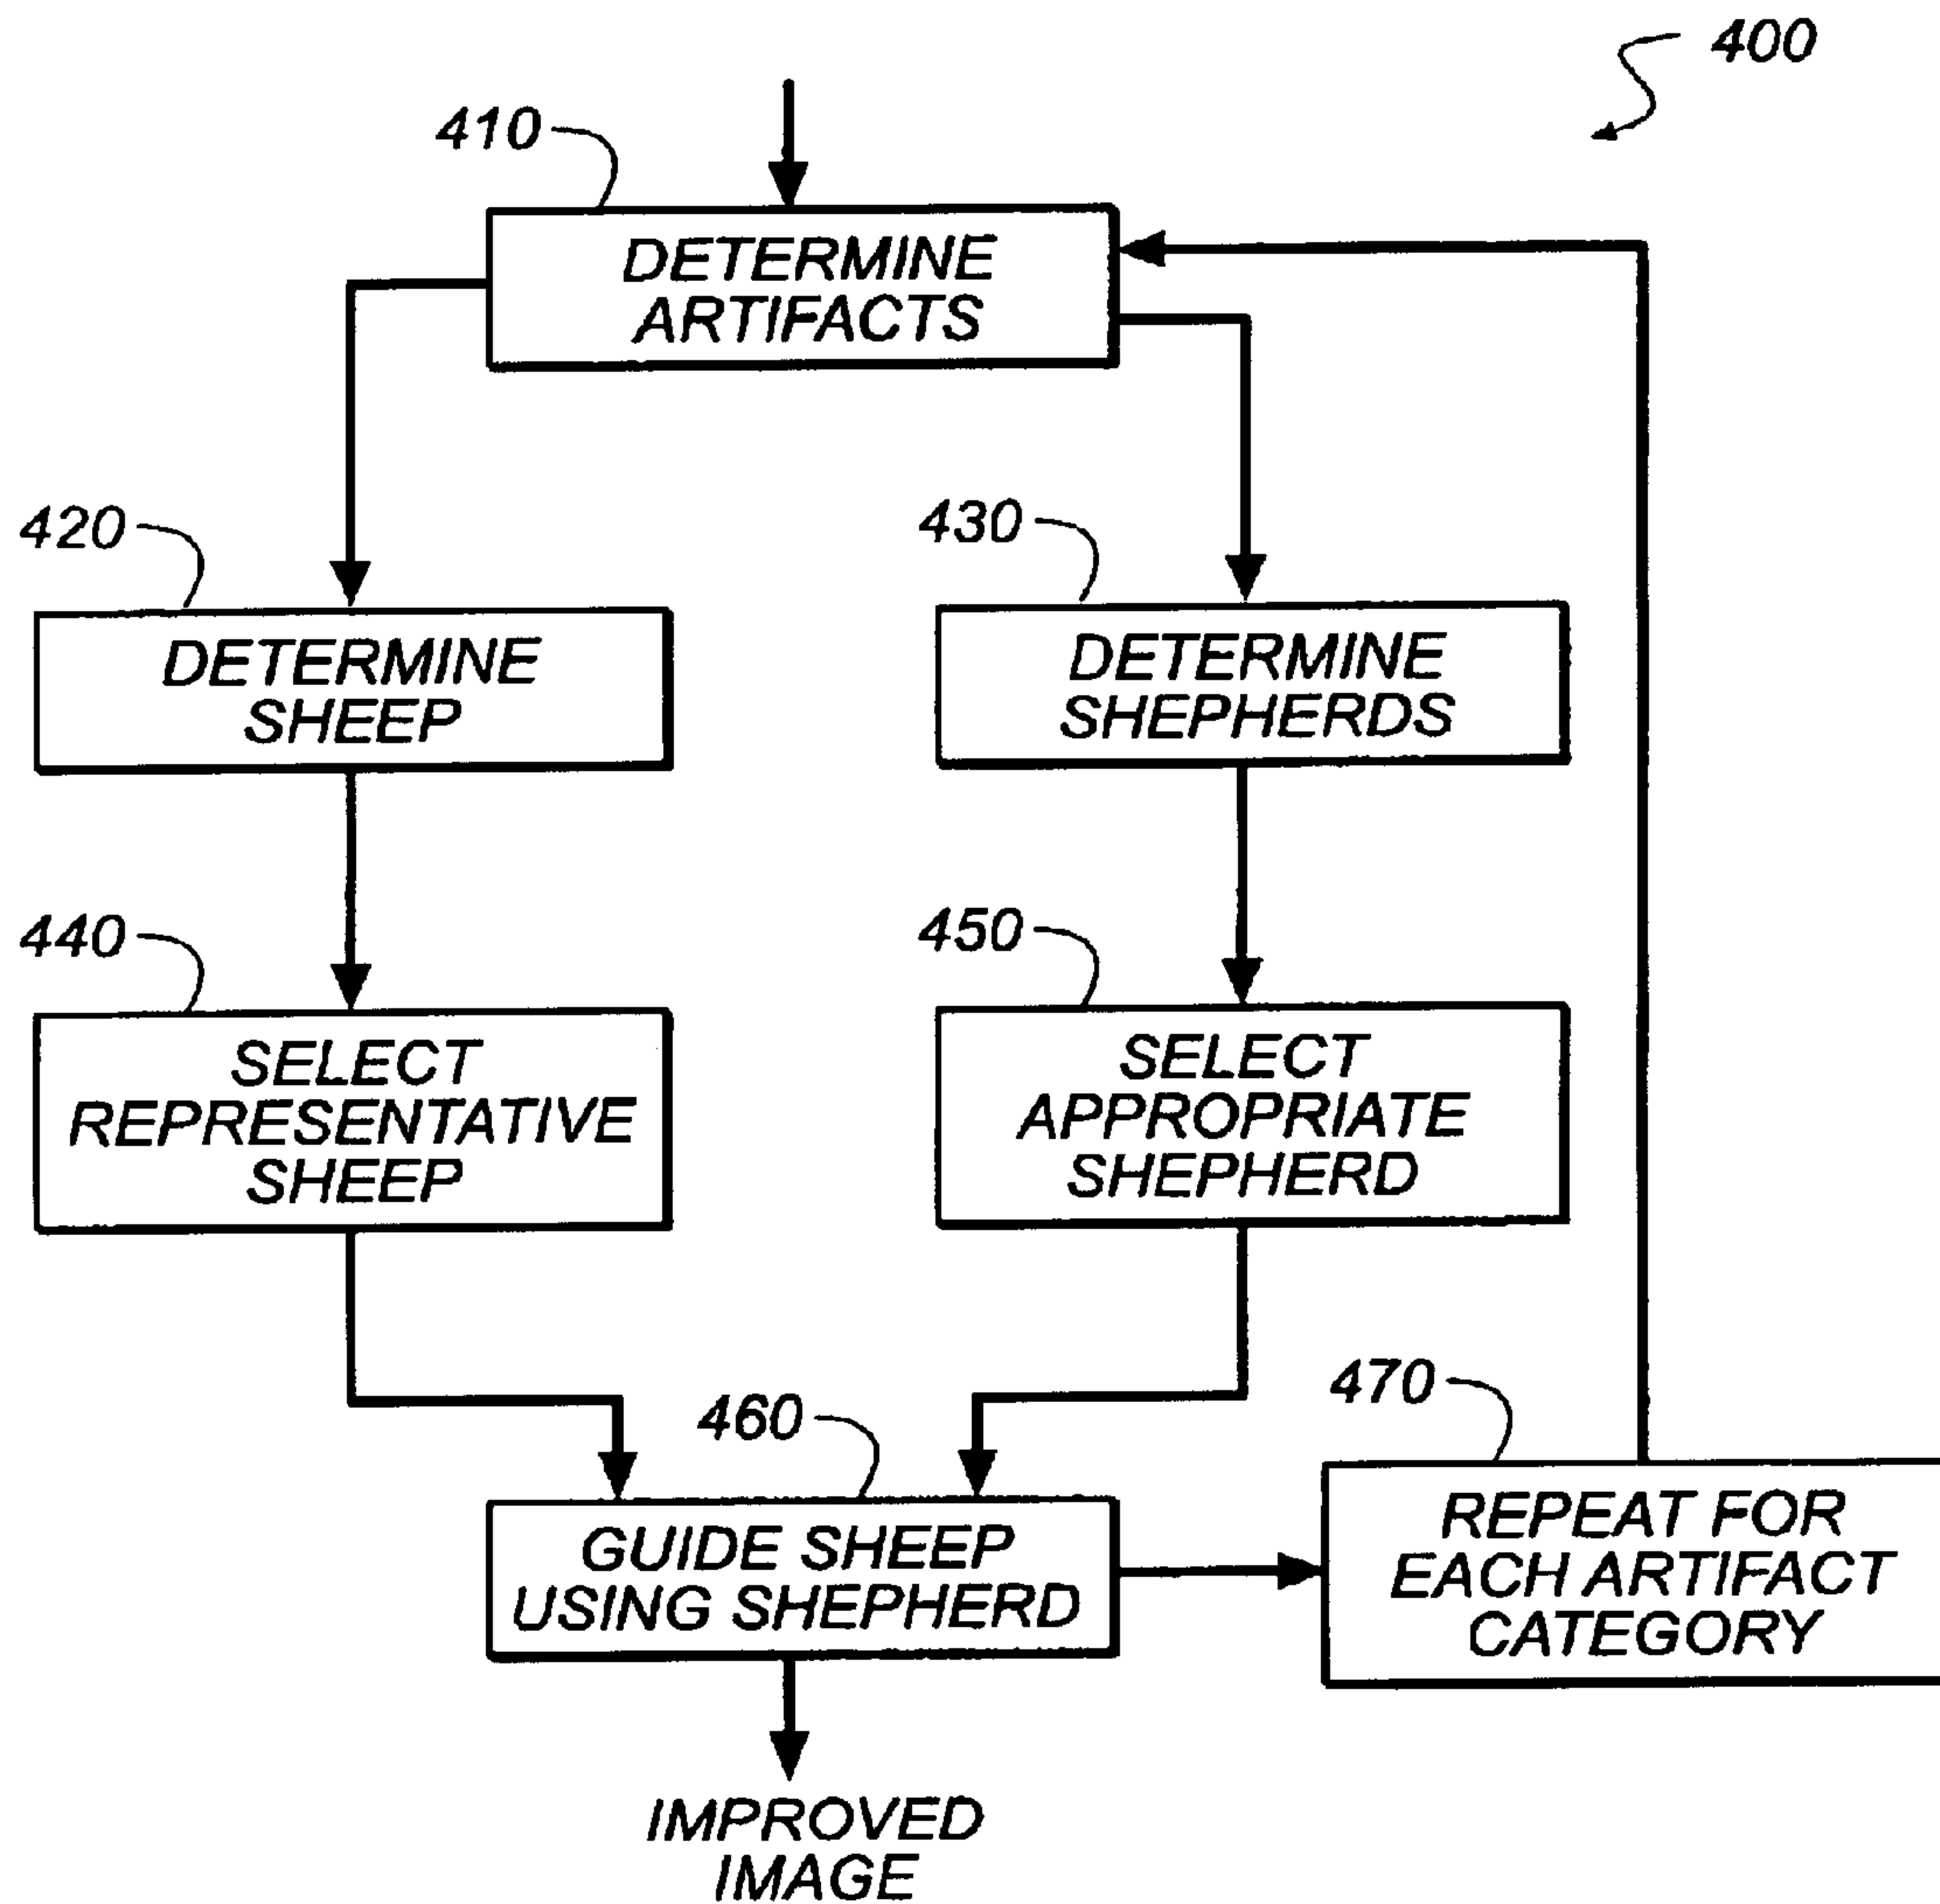 400
410
DETERMINE
ARTIFACTS
420
430
DETERMINE
SHEEP
DETERMINE
SHEPHERDS
440
450
SELECT
REPRESENTATIVE
SHEEP
SELECT
APPROPRIATE
SHEPHERD
460
470
GUIDE SHEEP
USING SHEPHERD
REPEAT FOR
EACH ARTIFACT
CATEGORY
IMPROVED
IMAGE